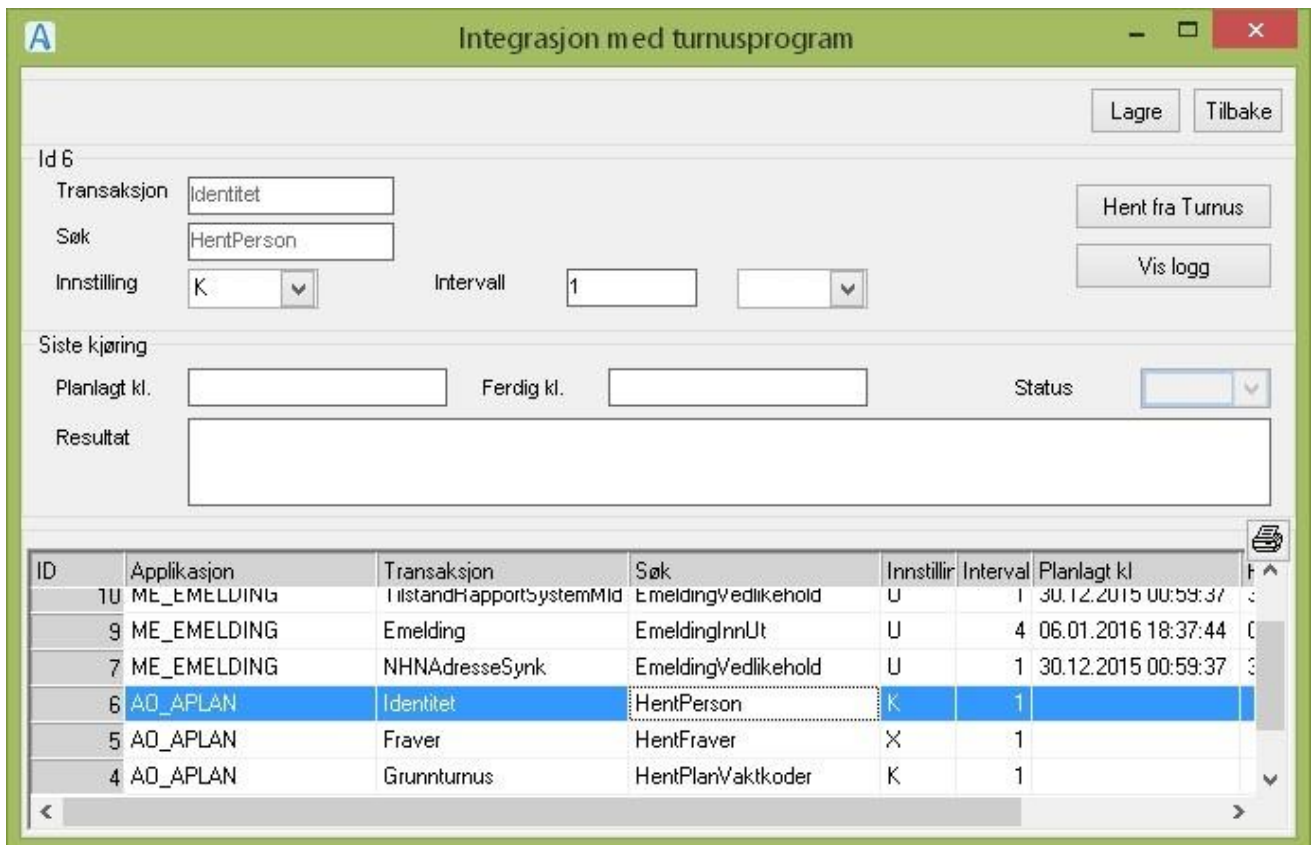 A Integrasjon med turnusprogram
Lagre Tilbake
Id 6
Transaksjon Identitet
Hent fra Turnus
Søk HentPerson
Vis logg
Innstilling K Intervall 1
Siste kjøring
Planlagt kl. Ferdig kl. Status
Resultat
ID Applikasjon Transaksjon Søk Innstillin Interval Planlagt kl
10 ME_EMELDING TilstandRapportSystemMld EmeldingVedlikehold U 1 30.12.2015 00:59:37
9 ME_EMELDING Emelding EmeldingInnUt U 4 06.01.2016 18:37:44
7 ME_EMELDING NHNAdresseSynk EmeldingVedlikehold U 1 30.12.2015 00:59:37
6 AO_APLAN Identitet HentPerson K 1
5 AO_APLAN Fraver HentFraver X 1
4 AO_APLAN Grunnturnus HentPlanVaktkoder K 1